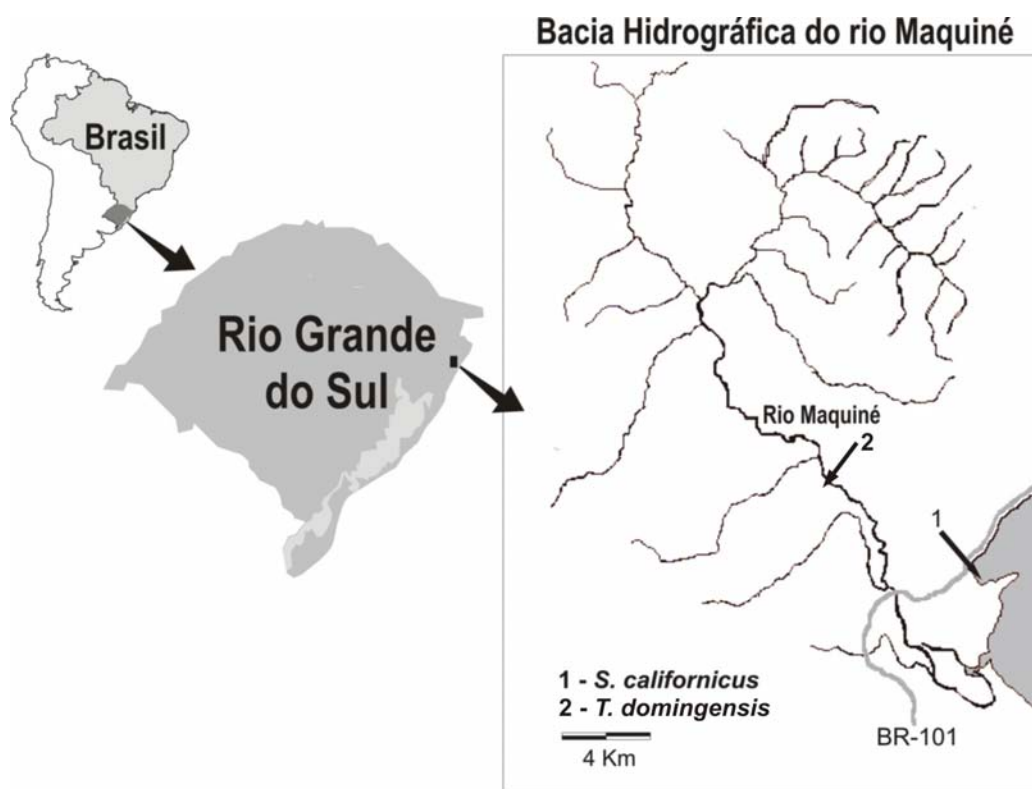 Bacia Hidrográfica do rio Maquiné
Brasil
Rio Grande
do Sul
Rio Maquiné
2
1
1 - S. californicus
2 - T. domingensis
4 Km
BR-101